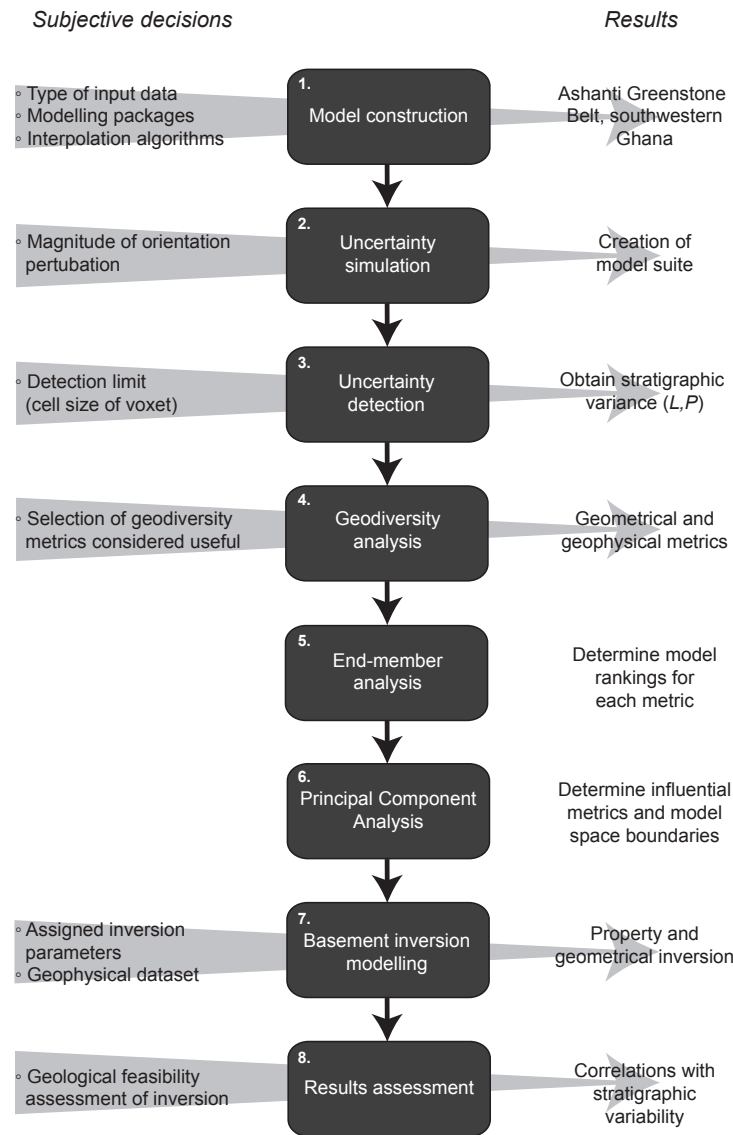 Subjective decisions
Results
◦ Type of input data
◦ Modelling packages
◦ Interpolation algorithms
1.
Model construction
Ashanti Greenstone
Belt, southwestern
Ghana
◦ Magnitude of orientation
pertubation
2.
Uncertainty
simulation
Creation of
model suite
◦ Detection limit
(cell size of voxet)
3.
Uncertainty
detection
Obtain stratigraphic
variance (L,P)
◦ Selection of geodiversity
metrics considered useful
4.
Geodiversity
analysis
Geometrical and
geophysical metrics
5.
End-member
analysis
Determine model
rankings for
each metric
6.
Principal Component
Analysis
Determine influential
metrics and model
space boundaries
◦ Assigned inversion
parameters
◦ Geophysical dataset
7.
Basement inversion
modelling
Property and
geometrical inversion
◦ Geological feasibility
assessment of inversion
8.
Results assessment
Correlations with
stratigraphic
variability